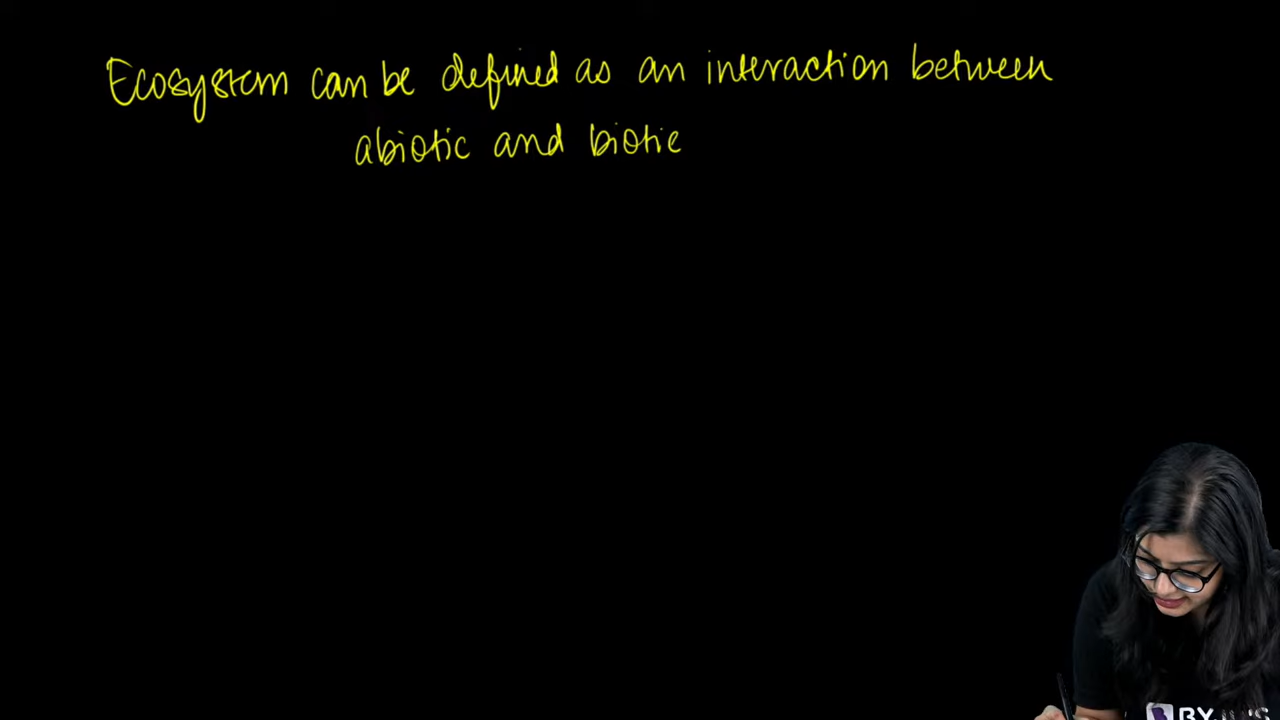 Ecosystem can be defined as an interaction between
abiotic and biotic